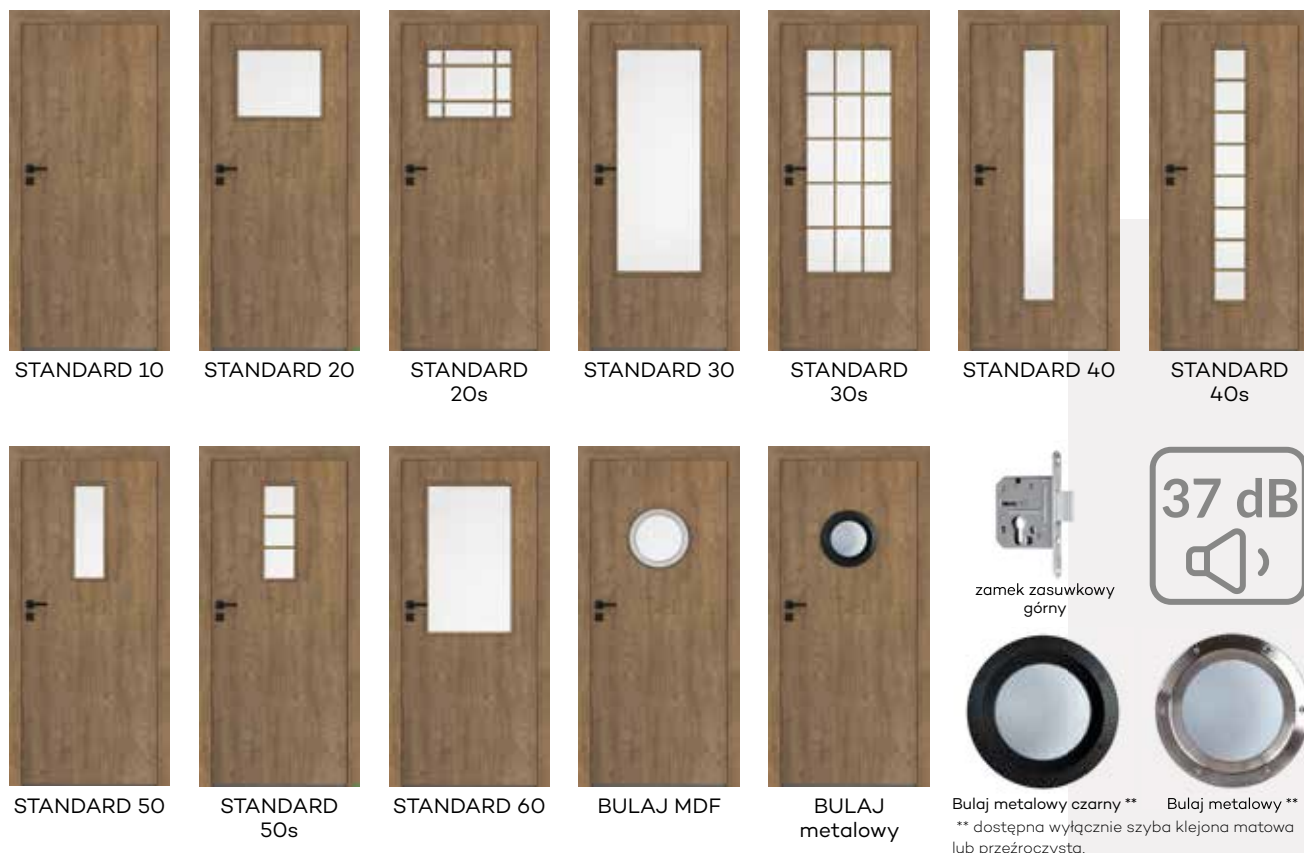 STANDARD 10
STANDARD 20
STANDARD
20s
STANDARD 30
STANDARD
30s
STANDARD 40
STANDARD
40s
37 dB
zamek zasuwkowy
górny
STANDARD 50
STANDARD
50s
STANDARD 60
BULAJ MDF
BULAJ
metalowy
Bulaj metalowy czarny **
Bulaj metalowy **
** dostępna wyłącznie szyba klejona matowa
lub przeźroczysta.